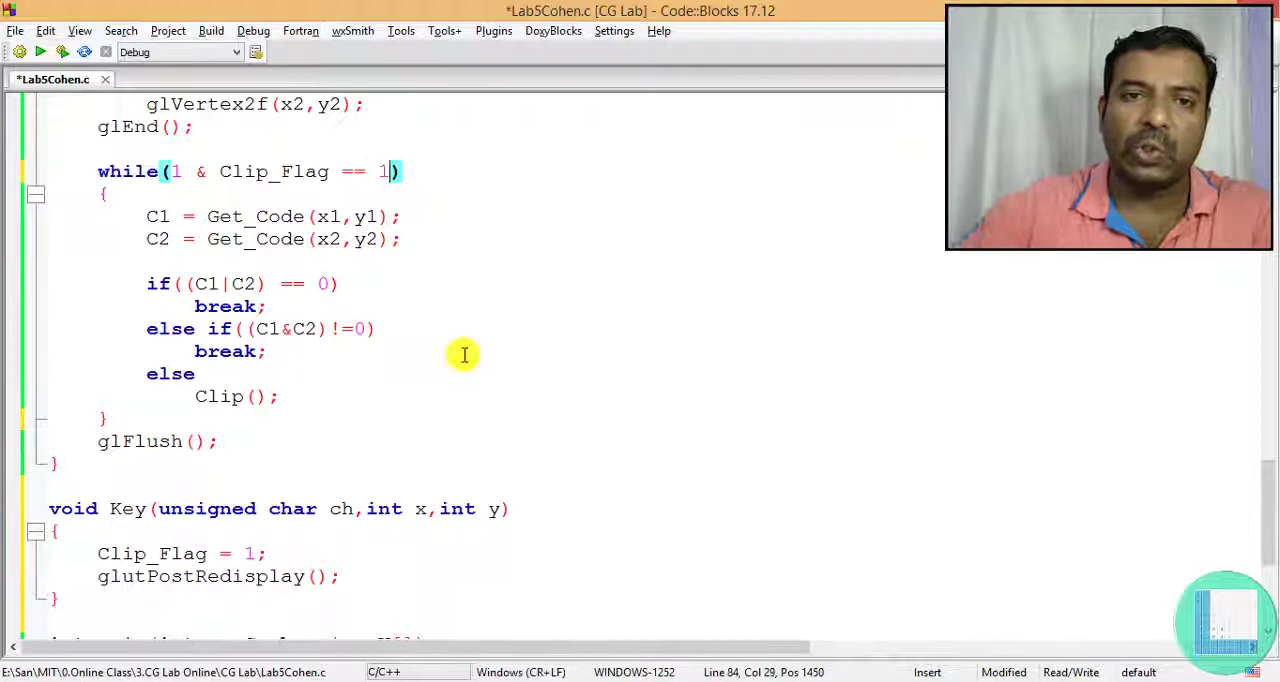 *Lab5Cohen.c [CG Lab] - Code::Blocks 17.12
File Edit View Search Project Build Debug Fortran wxSmith Tools Tools+ Plugins DoxyBlocks Settings Help
Debug
*Lab5Cohen.c
glVertex2f(x2,y2);
glEnd();
while(1 & Clip_Flag == 1)
{
C1 = Get_Code(x1,y1);
C2 = Get_Code(x2,y2);
if((C1|C2) == 0)
break;
else if((C1&C2)!=0)
break;
else
Clip();
}
glFlush();
}
void Key(unsigned char ch,int x,int y)
{
Clip_Flag = 1;
glutPostRedisplay();
}
E:\San\MIT\0.Online Class\3.CG Lab Online\CG Lab\Lab5Cohen.c C/C++ Windows (CR+LF) WINDOWS-1252 Line 84, Col 29, Pos 1450 Insert Modified Read/Write default